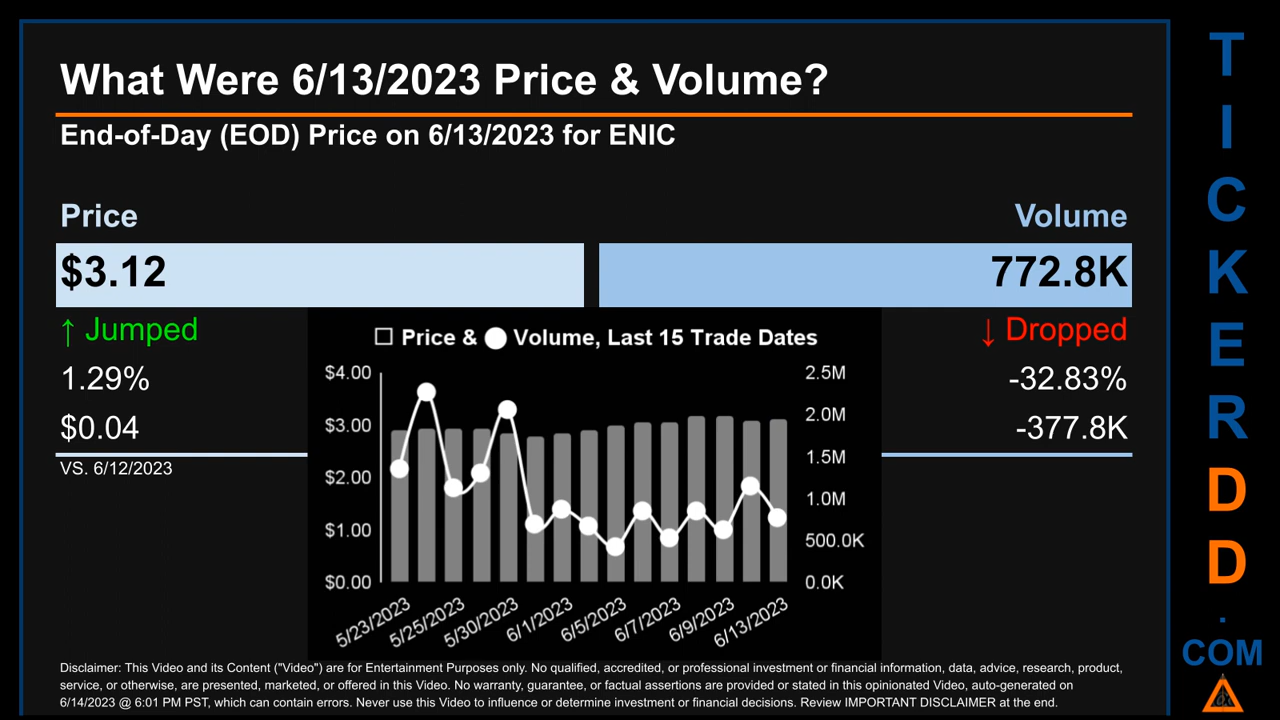 What Were 6/13/2023 Price & Volume?
End-of-Day (EOD) Price on 6/13/2023 for ENIC
Price
Volume
$3.12
772.8K
↑ Jumped
↓ Dropped
1.29%
-32.83%
$0.04
-377.8K
VS. 6/12/2023
Price & Volume, Last 15 Trade Dates
$4.00
$3.00
$2.00
$1.00
$0.00
2.5M
2.0M
1.5M
1.0M
500.0K
0.0K
5/23/2023
5/25/2023
5/30/2023
6/1/2023
6/5/2023
6/7/2023
6/9/2023
6/13/2023
Disclaimer: This Video and its Content ("Video") are for Entertainment Purposes only. No qualified, accredited, or professional investment or financial information, data, advice, research, product,
service, or otherwise, are presented, marketed, or offered in this Video. No warranty, guarantee, or factual assertions are provided or stated in this opinionated Video, auto-generated on
6/14/2023 @ 6:01 PM PST, which can contain errors. Never use this Video to influence or determine investment or financial decisions. Review IMPORTANT DISCLAIMER at the end.
T
I
C
K
E
R
D
D
.
COM